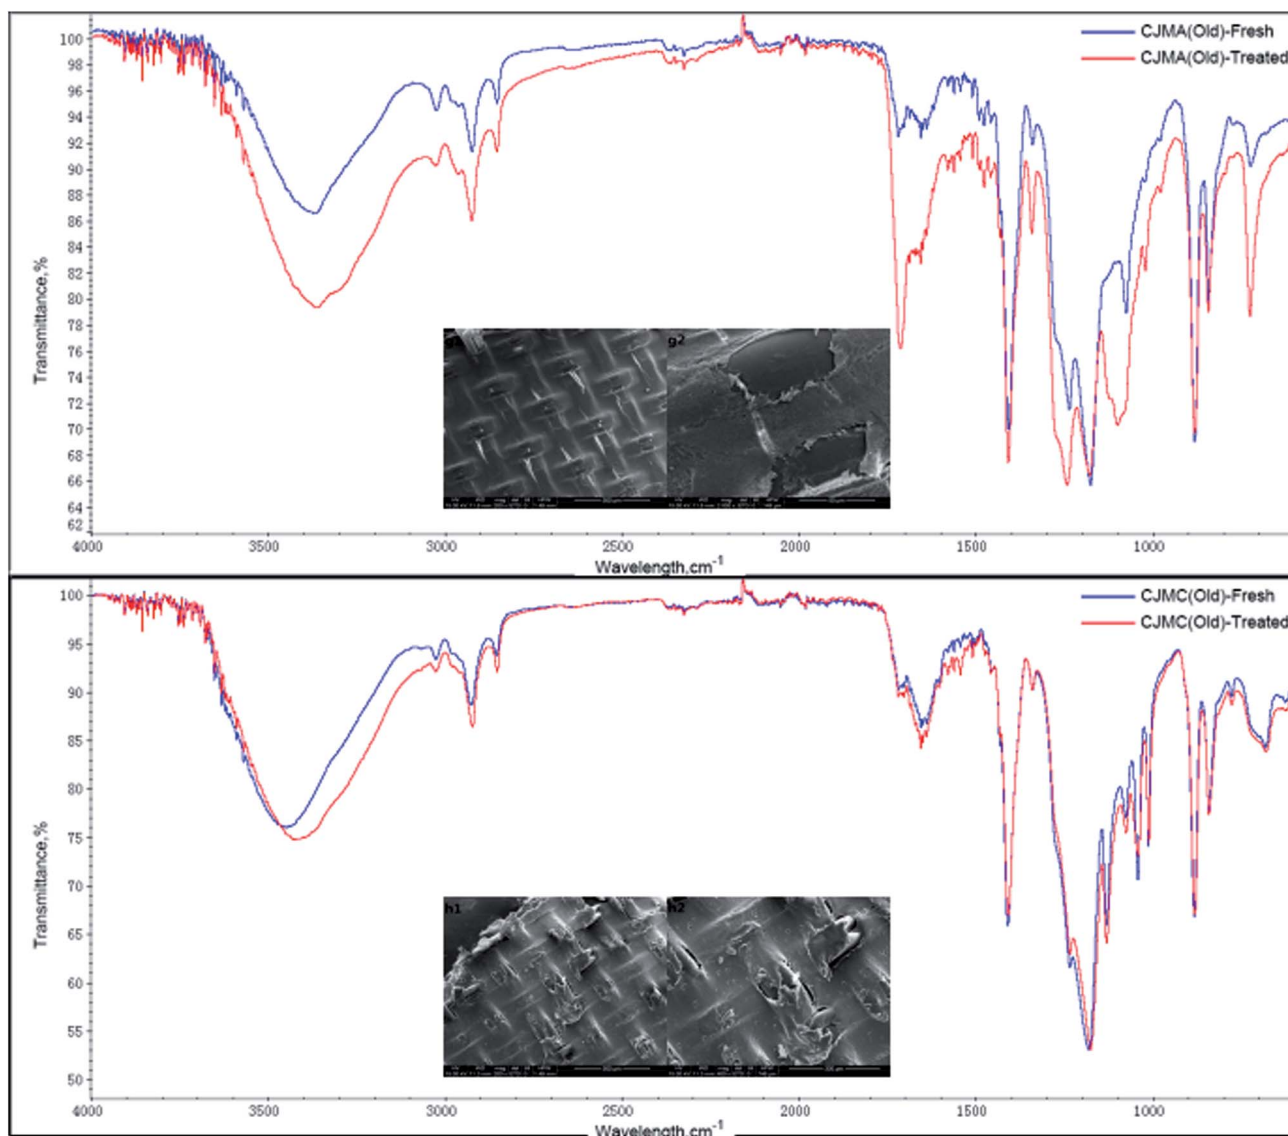 CJMA(Old)-Fresh
CJMA(Old)-Treated
Transmittance,%
100
98
96
94
92
90
88
86
84
82
80
78
76
74
72
70
68
66
64
62
g2
4000 3500 3000 2500 2000 1500 1000
Wavelength,cm-1
CJMC(Old)-Fresh
CJMC(Old)-Treated
Transmittance,%
100
95
90
85
80
75
70
65
60
55
50
h1 h2
4000 3500 3000 2500 2000 1500 1000
Wavelength,cm-1